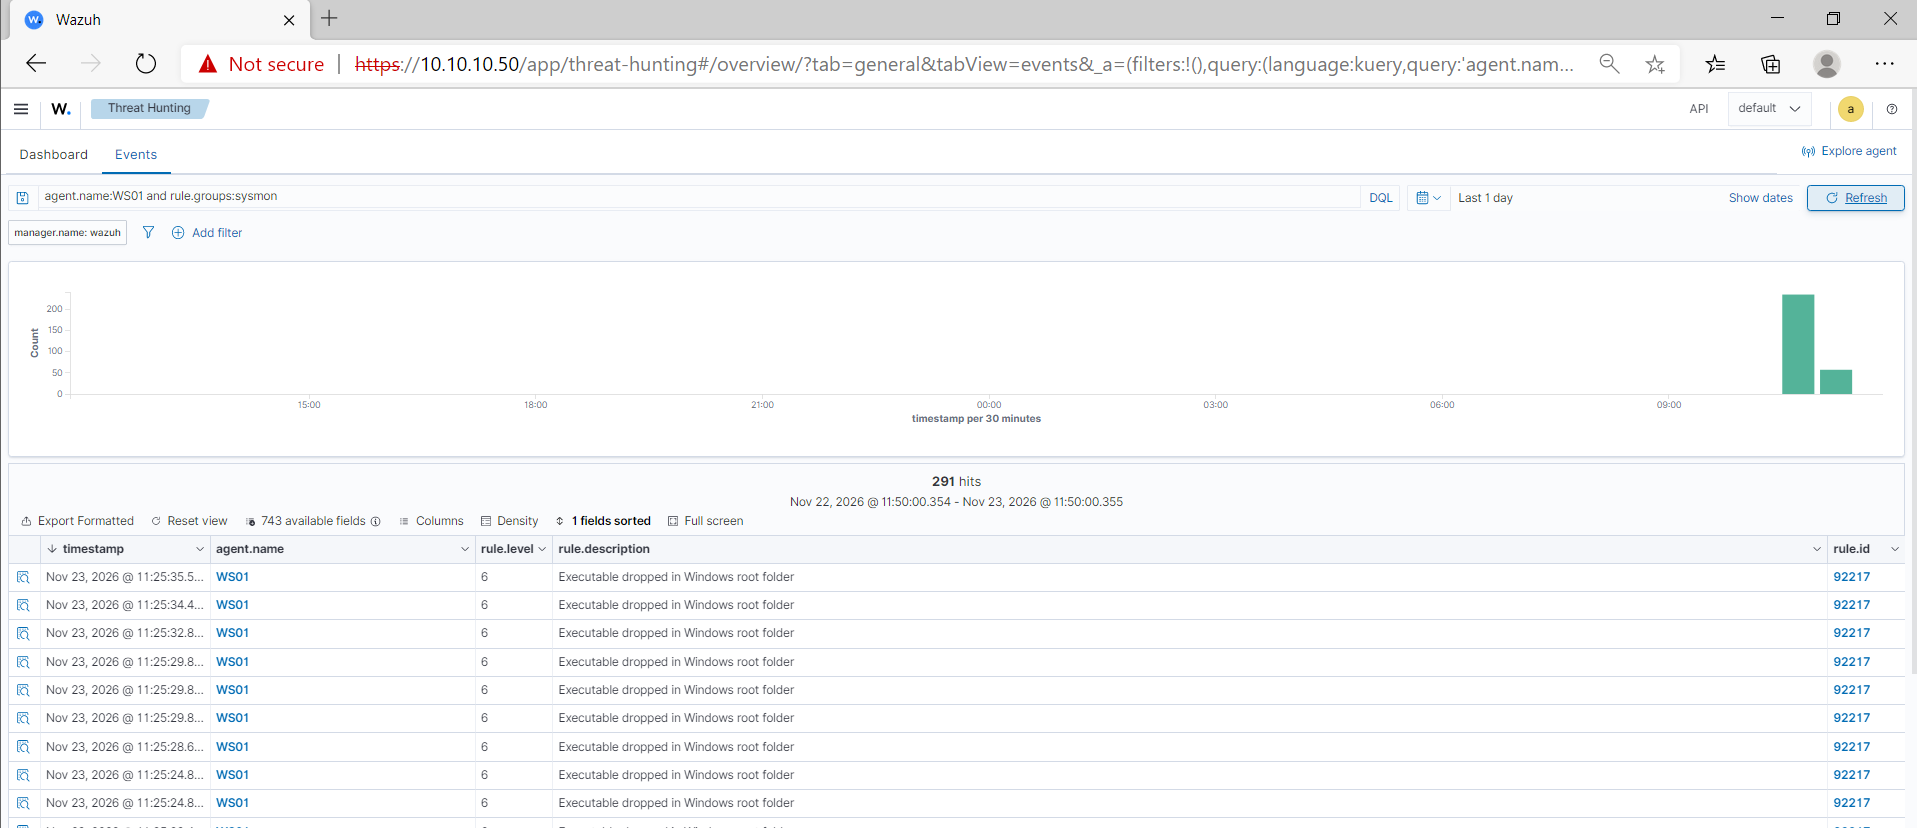 Wazuh
Not secure https://10.10.10.50/app/threat-hunting#/overview/?tab=general&tabView=events&_a=(filters:!(),query:(language:kuery,query:'agent.nam...
W. Threat Hunting API default a
Dashboard Events Explore agent
agent.name:WS01 and rule.groups:sysmon DQL Last 1 day Show dates Refresh
manager.name: wazuh Add filter
200
150
100
50
0
Count
15:00 18:00 21:00 00:00 03:00 06:00 09:00
timestamp per 30 minutes
291 hits
Nov 22, 2026 @ 11:50:00.354 - Nov 23, 2026 @ 11:50:00.355
Export Formatted Reset view 743 available fields Columns Density 1 fields sorted Full screen
timestamp agent.name rule.level rule.description rule.id
Nov 23, 2026 @ 11:25:35.5... WS01 6 Executable dropped in Windows root folder 92217
Nov 23, 2026 @ 11:25:34.4... WS01 6 Executable dropped in Windows root folder 92217
Nov 23, 2026 @ 11:25:32.8... WS01 6 Executable dropped in Windows root folder 92217
Nov 23, 2026 @ 11:25:29.8... WS01 6 Executable dropped in Windows root folder 92217
Nov 23, 2026 @ 11:25:29.8... WS01 6 Executable dropped in Windows root folder 92217
Nov 23, 2026 @ 11:25:29.8... WS01 6 Executable dropped in Windows root folder 92217
Nov 23, 2026 @ 11:25:28.6... WS01 6 Executable dropped in Windows root folder 92217
Nov 23, 2026 @ 11:25:24.8... WS01 6 Executable dropped in Windows root folder 92217
Nov 23, 2026 @ 11:25:24.8... WS01 6 Executable dropped in Windows root folder 92217